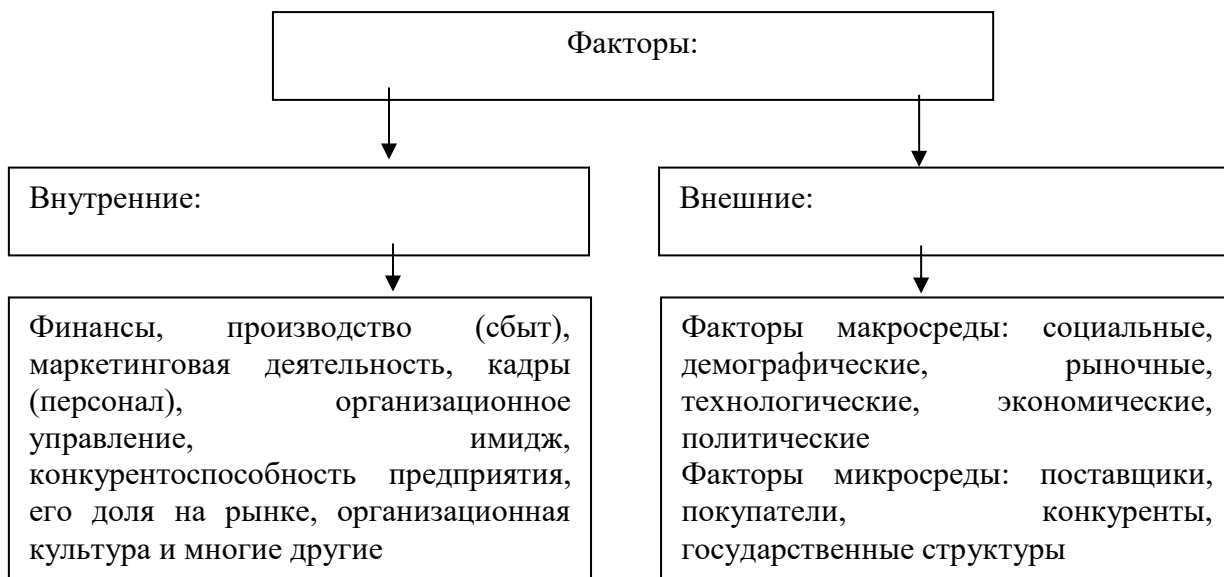 Факторы:
Внутренние:
Внешние:
Финансы, производство (сбыт),
маркетинговая деятельность, кадры
(персонал), организационное
управление, имидж,
конкурентоспособность предприятия,
его доля на рынке, организационная
культура и многие другие
Факторы макросреды: социальные,
демографические, рыночные,
технологические, экономические,
политические
Факторы микросреды: поставщики,
покупатели, конкуренты,
государственные структуры